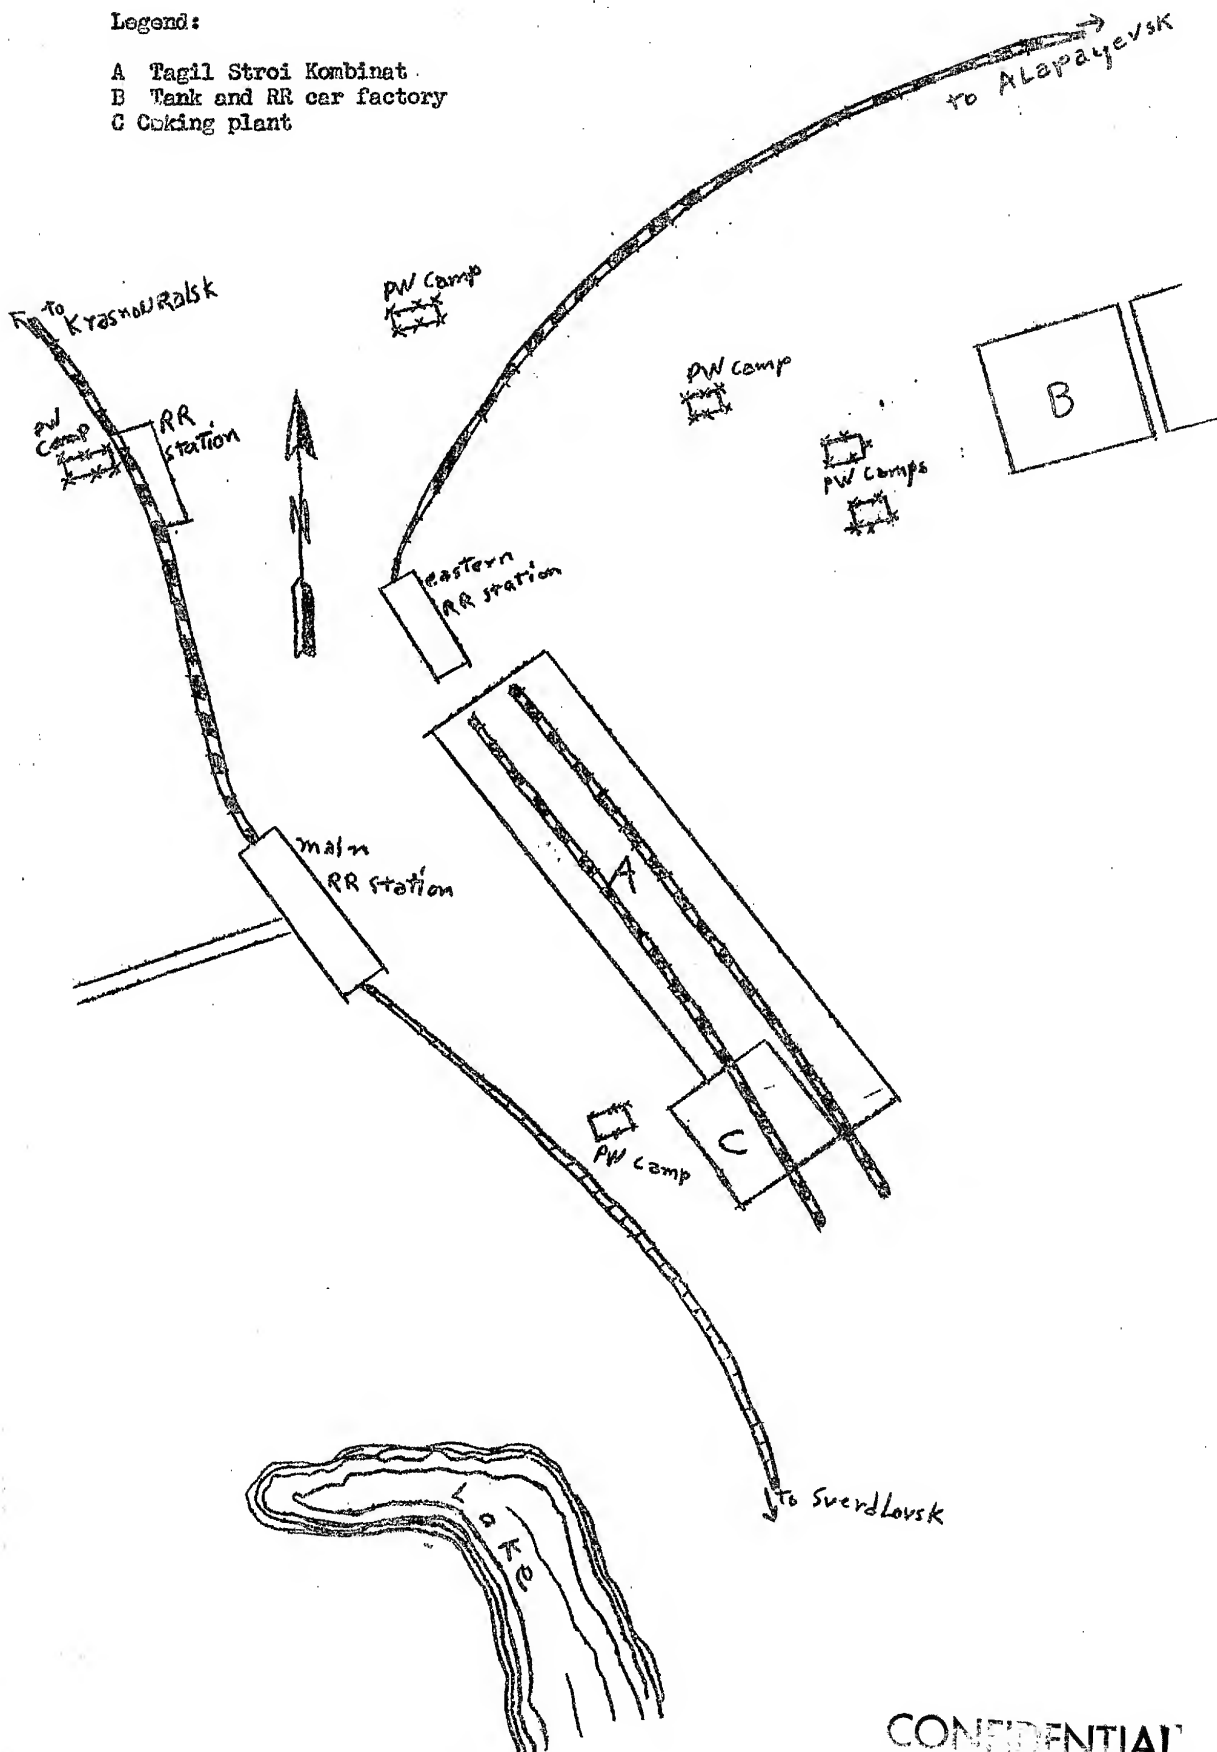 Legend:
A Tagil Stroi Kombinat
B Tank and RR car factory
C Coking plant
to Alapayevsk
to
Krasnouralsk
PW Camp
PW Camp
PW
Camp
RR
station
B
PW Camps
N
eastern
RR station
main
RR station
A
C
PW Camp
to Sverdlovsk
Lake
CONFIDENTIAL